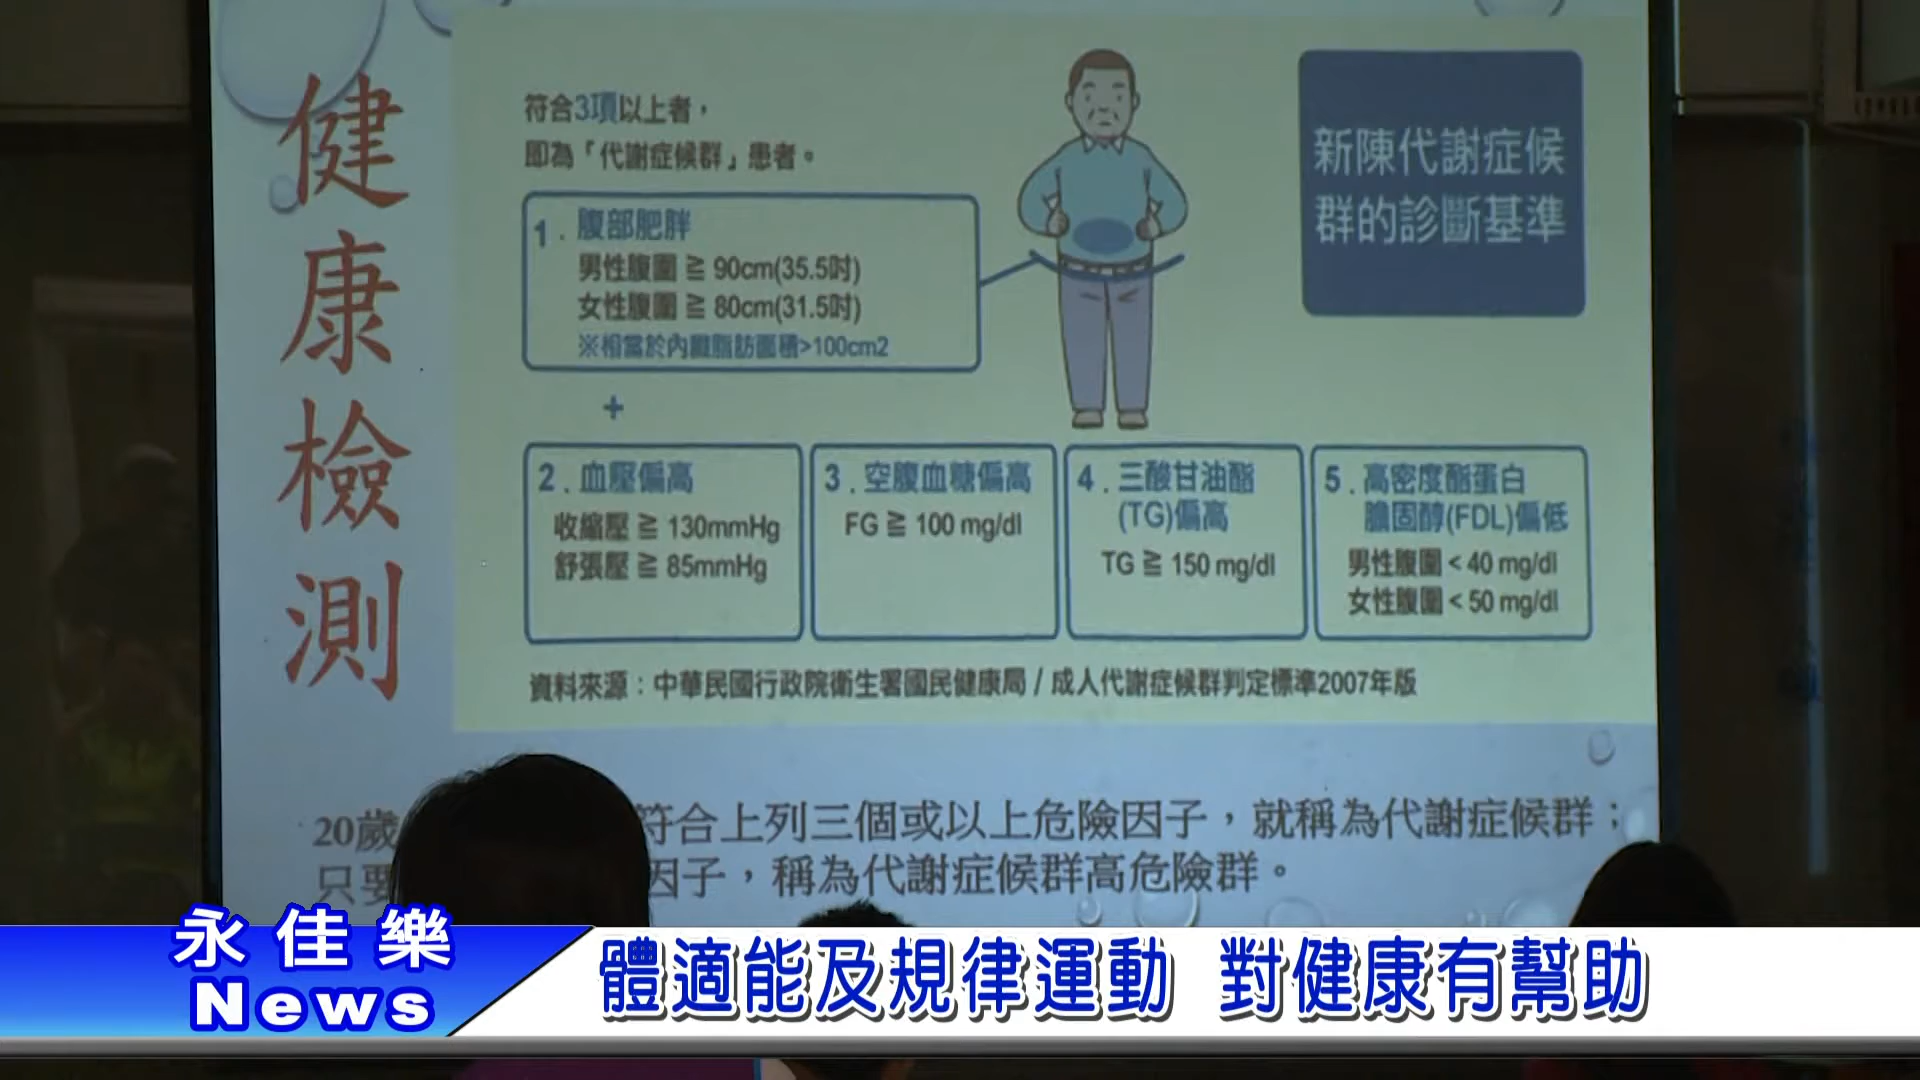 健康檢測
符合3項以上者，
即為「代謝症候群」患者。
新陳代謝症候
群的診斷基準
1. 腹部肥胖
男性腹圍 ≧ 90cm(35.5吋)
女性腹圍 ≧ 80cm(31.5吋)
※相當於內臟脂肪面積>100cm2
+
2. 血壓偏高
收縮壓 ≧ 130mmHg
舒張壓 ≧ 85mmHg
3. 空腹血糖偏高
FG ≧ 100 mg/dl
4. 三酸甘油酯
(TG)偏高
TG ≧ 150 mg/dl
5. 高密度酯蛋白
膽固醇(FDL)偏低
男性腹圍 < 40 mg/dl
女性腹圍 < 50 mg/dl
資料來源：中華民國行政院衛生署國民健康局 / 成人代謝症候群判定標準2007年版
20歲 符合上列三個或以上危險因子，就稱為代謝症候群；
只要 因子，稱為代謝症候群高危險群。
永佳樂
News
體適能及規律運動 對健康有幫助